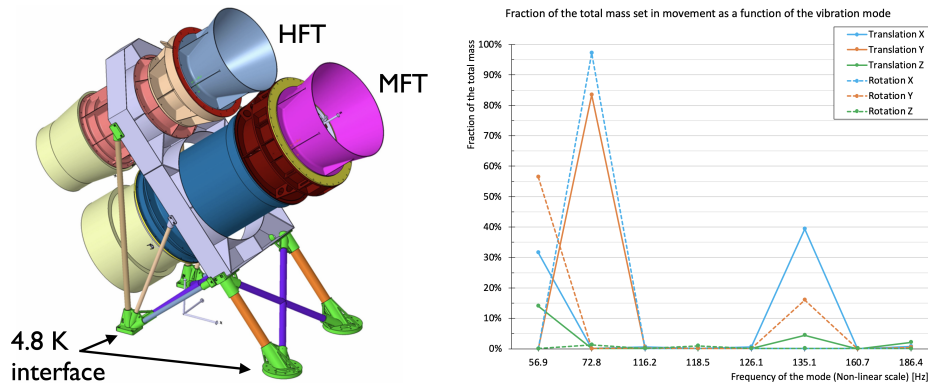 HFT
MFT
4.8 K
interface
Fraction of the total mass set in movement as a function of the vibration mode
Fraction of the total mass
100%
90%
80%
70%
60%
50%
40%
30%
20%
10%
0%
Translation X
Translation Y
Translation Z
Rotation X
Rotation Y
Rotation Z
56.9 72.8 116.2 118.5 126.1 135.1 160.7 186.4
Frequency of the mode (Non-linear scale) [Hz]